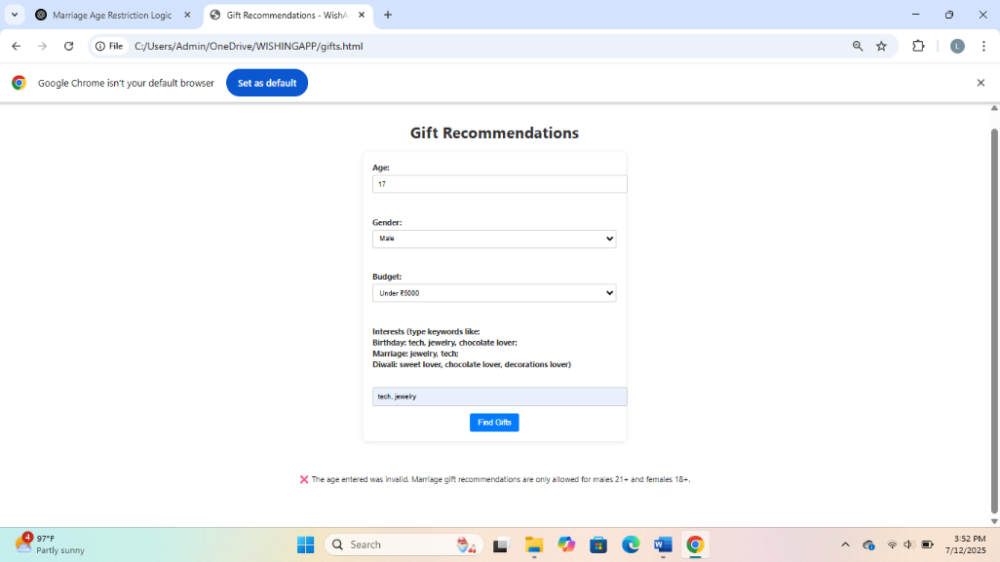 Marriage Age Restriction Logic
Gift Recommendations - WishA
File
C:/Users/Admin/OneDrive/WISHINGAPP/gifts.html
L
Google Chrome isn't your default browser
Set as default
Gift Recommendations
Age:
17
Gender:
Male
Budget:
Under ₹5000
Interests (type keywords like:
Birthday: tech, jewelry, chocolate lover;
Marriage: jewelry, tech;
Diwali: sweet lover, chocolate lover, decorations lover)
tech, jewelry
Find Gifts
❌ The age entered was invalid. Marriage gift recommendations are only allowed for males 21+ and females 18+.
4
97°F
Partly sunny
Search
3:52 PM
7/12/2025